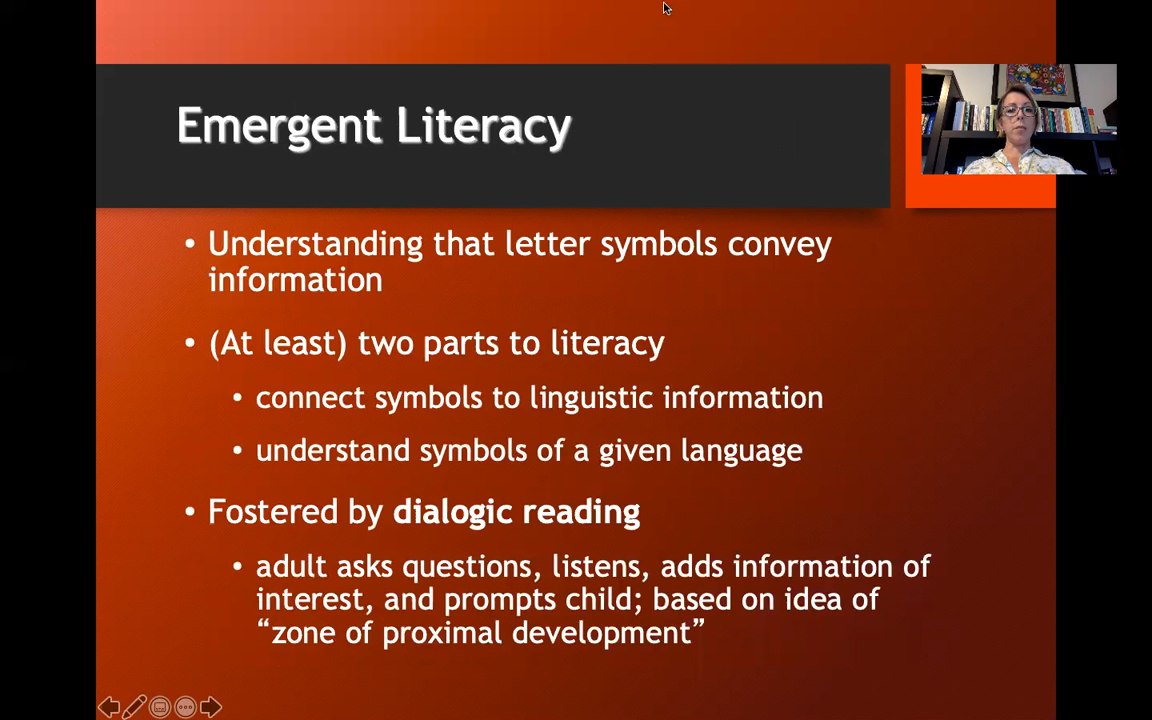 Emergent Literacy
• Understanding that letter symbols convey
information
• (At least) two parts to literacy
• connect symbols to linguistic information
• understand symbols of a given language
• Fostered by dialogic reading
• adult asks questions, listens, adds information of
interest, and prompts child; based on idea of
“zone of proximal development”